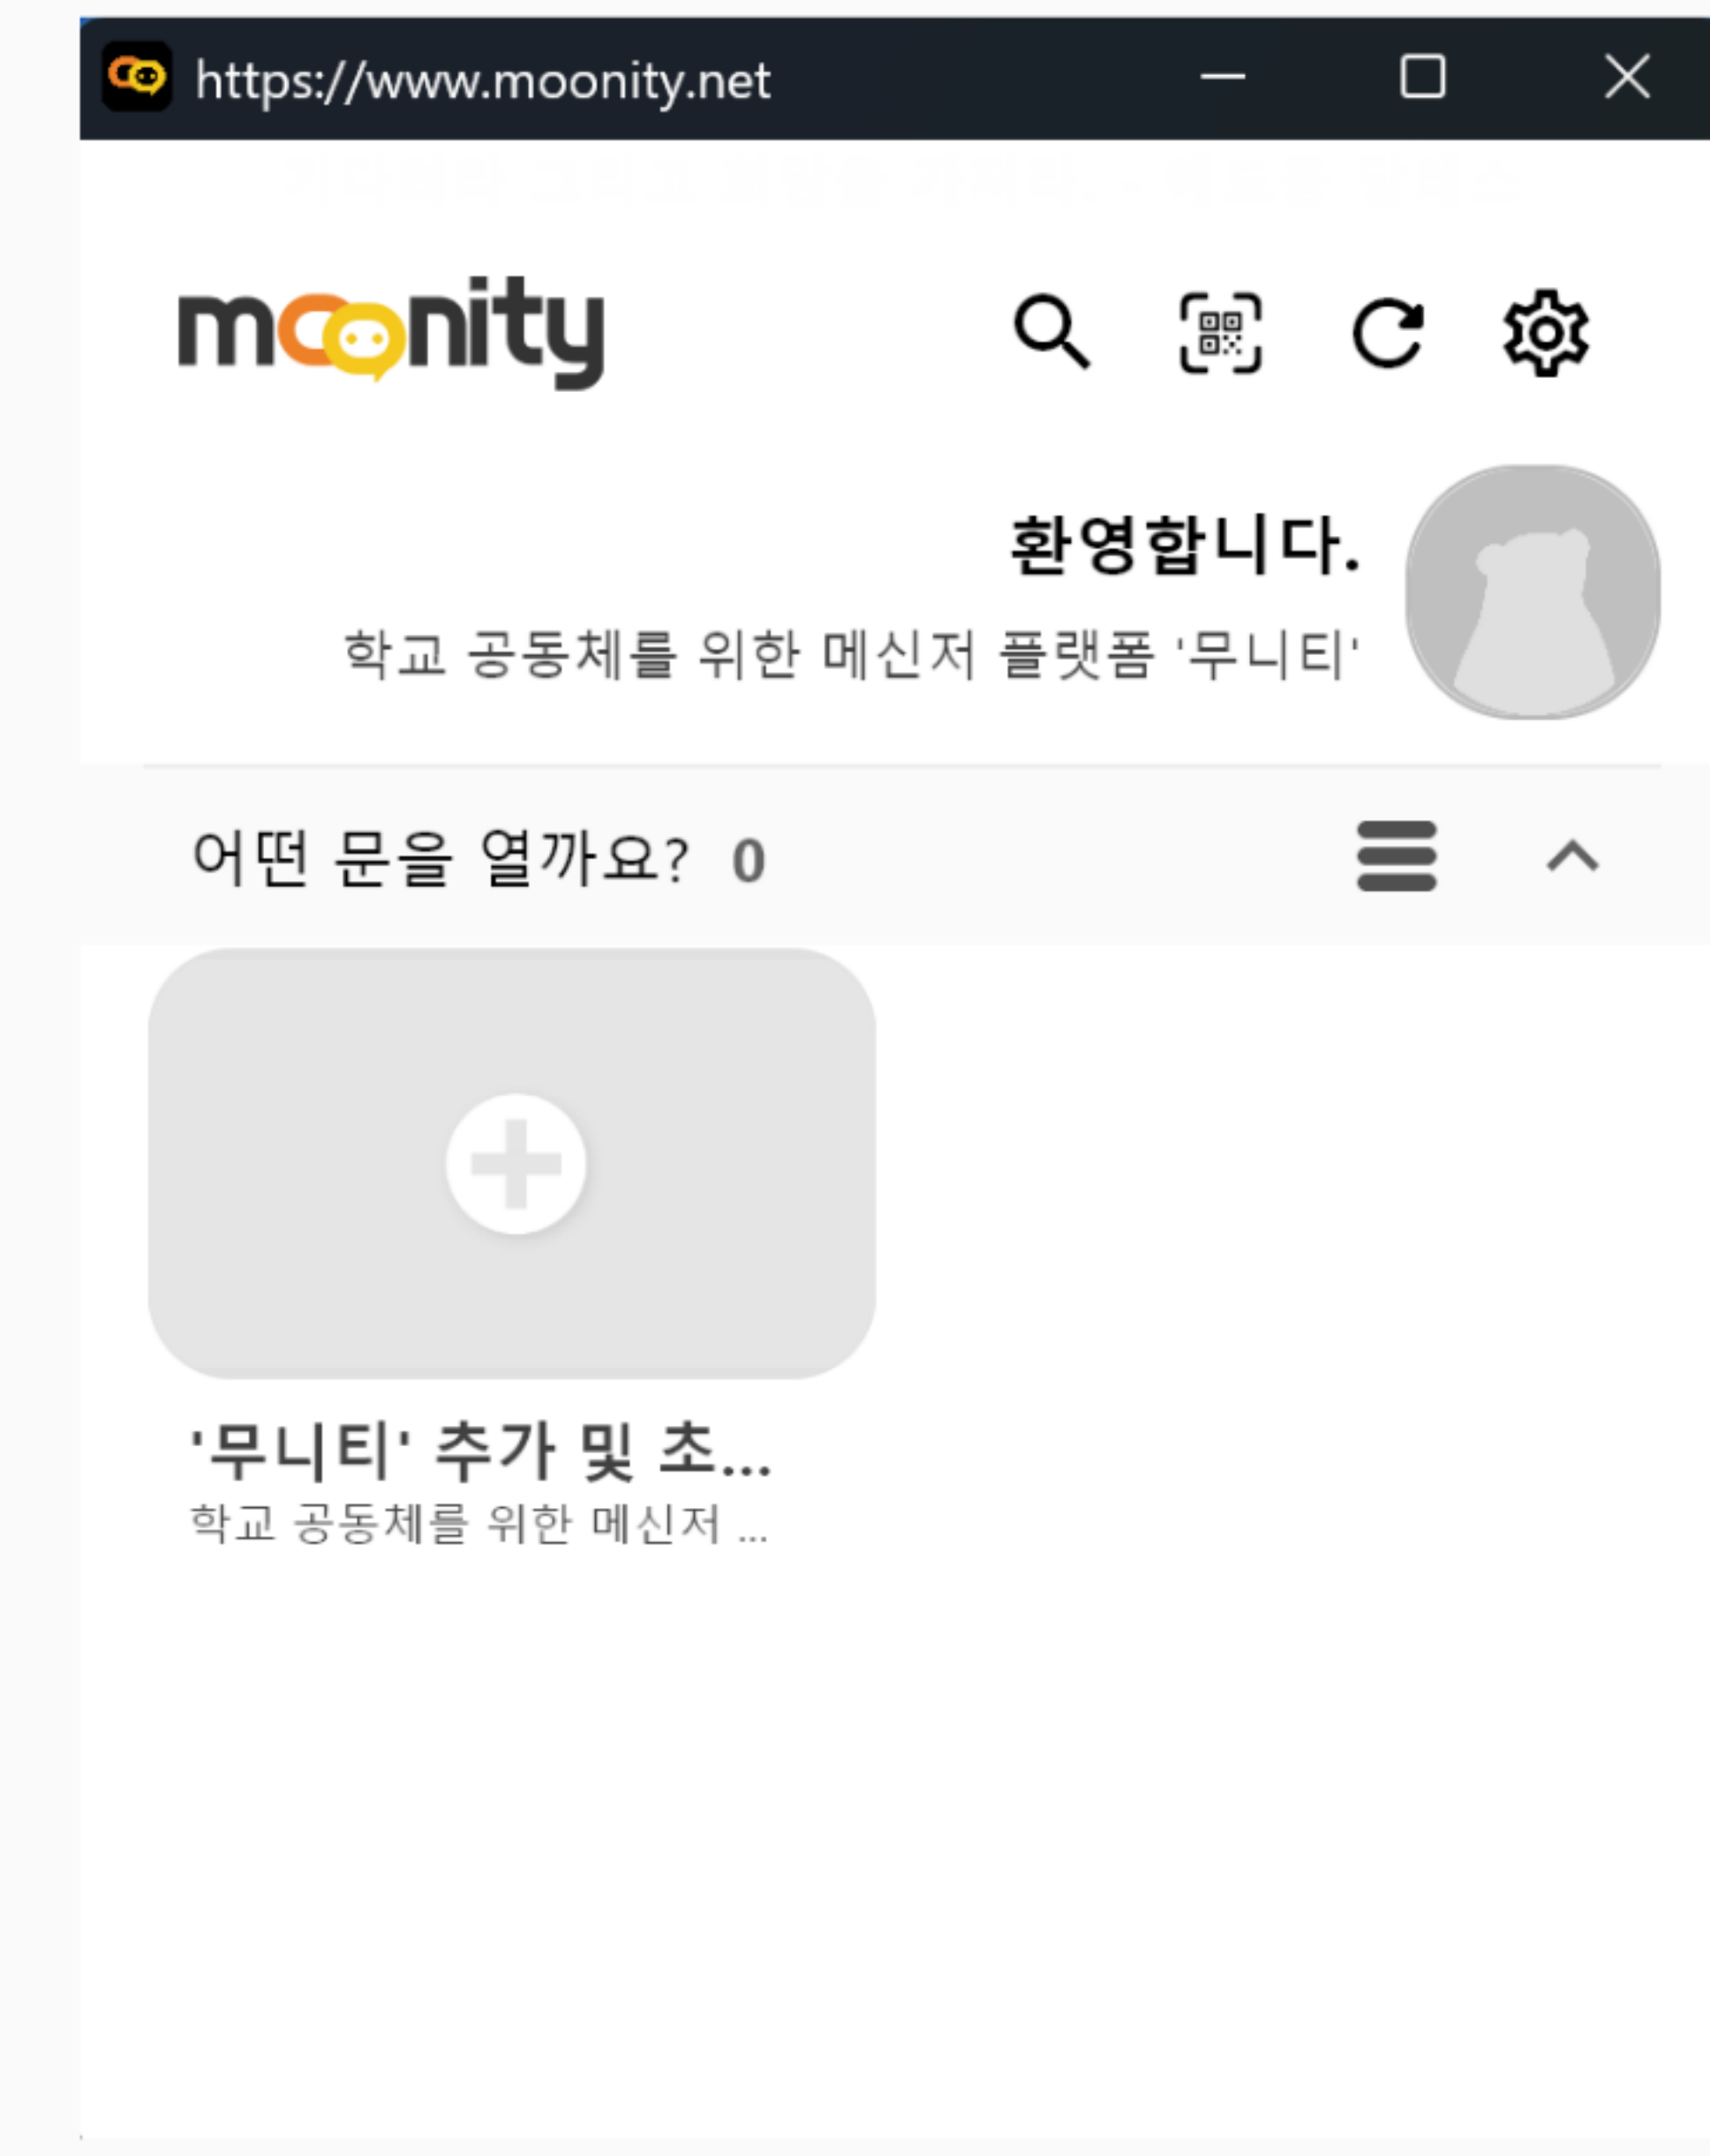 https://www.moonity.net
moonity
환영합니다.
학교 공동체를 위한 메신저 플랫폼 '무니티'
어떤 문을 열까요? 0
'무니티' 추가 및 초...
학교 공동체를 위한 메신저 ...